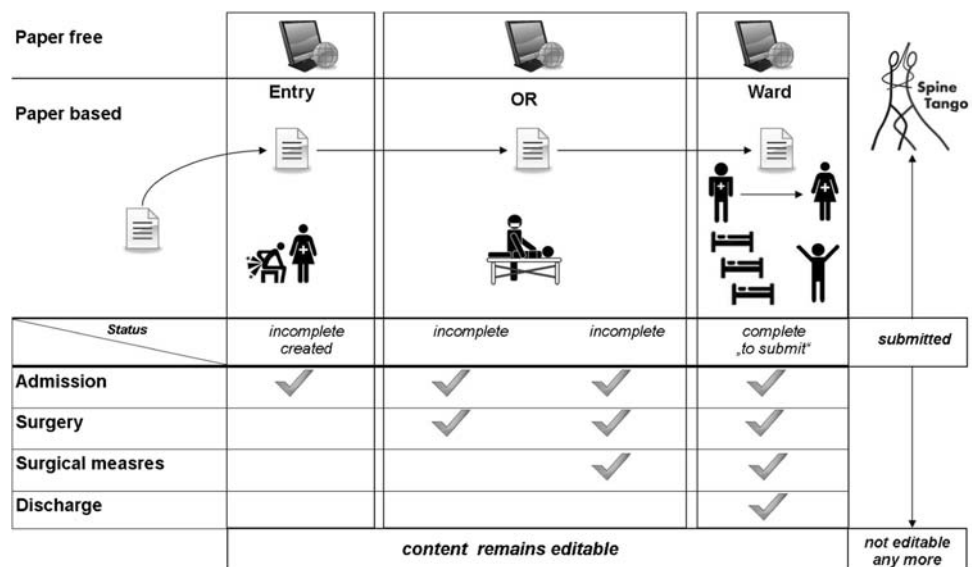 Paper free
Entry
OR
Ward
Paper based
Spine
Tango
Status
incomplete
created
incomplete
incomplete
complete
„to submit“
submitted
Admission
Surgery
Surgical measres
Discharge
content remains editable
not editable
any more